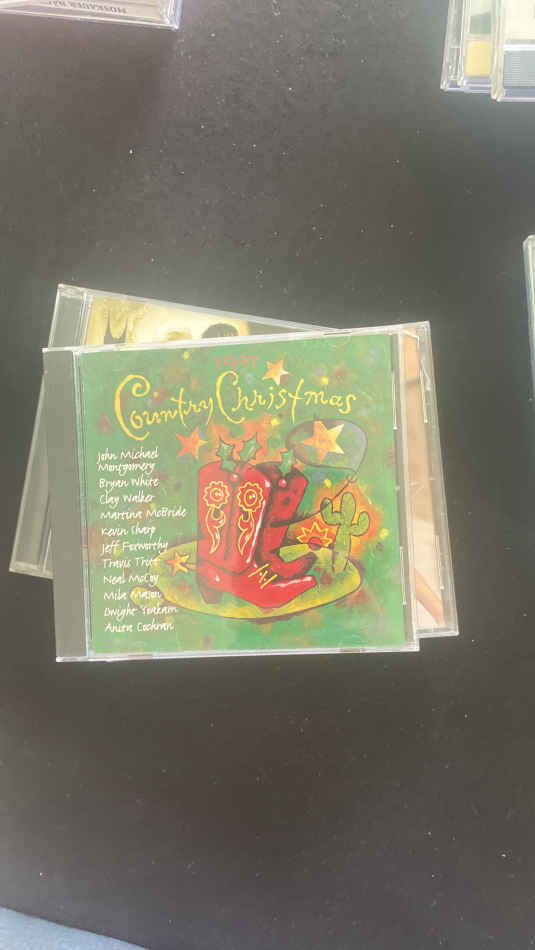 Country Christmas
John Michael
Montgomery
Bryan White
Clay Walker
Martina McBride
Kevin Sharp
Jeff Foxworthy
Travis Tritt
Neal McCoy
Mila Mason
Dwight Yoakam
Anita Cochran